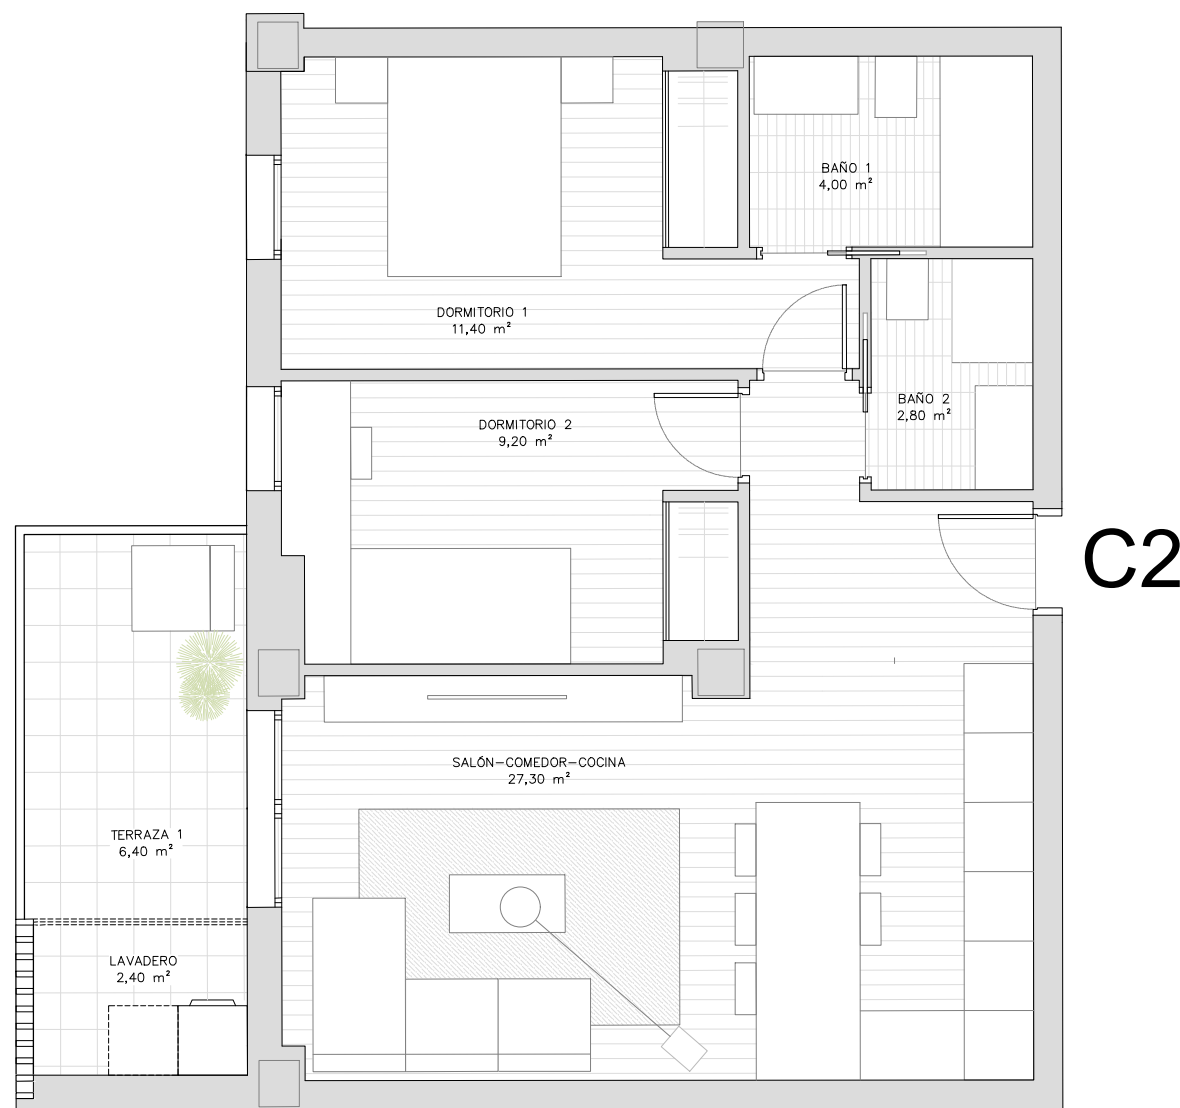 BAÑO 1
4,00 m²
DORMITORIO 1
11,40 m²
BAÑO 2
2,80 m²
DORMITORIO 2
9,20 m²
C2
SALÓN-COMEDOR-COCINA
27,30 m²
TERRAZA 1
6,40 m²
LAVADERO
2,40 m²